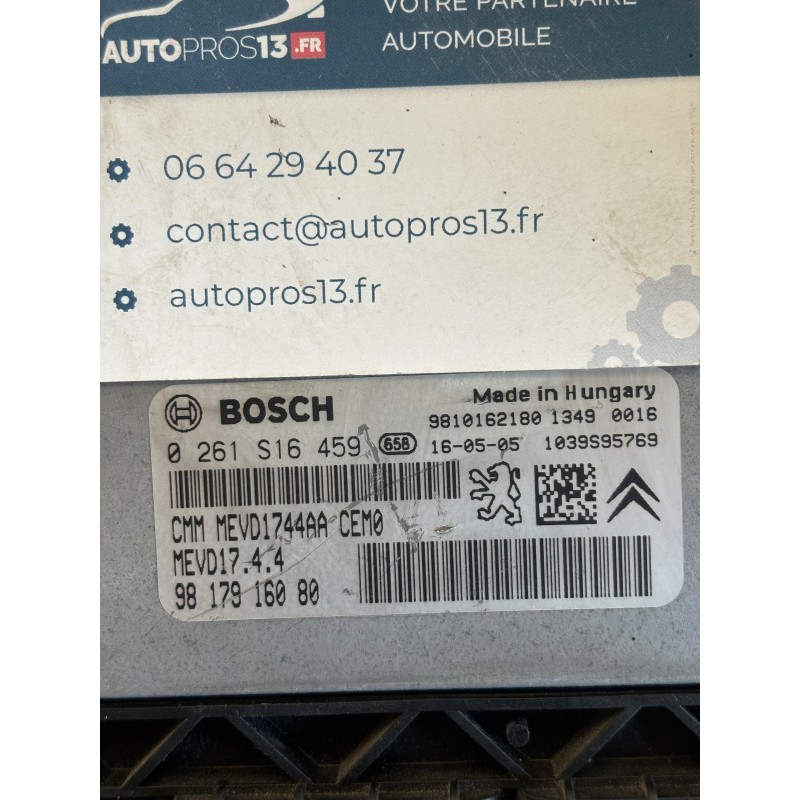 VOTRE PARTENAIRE
AUTOMOBILE
AUTOPROS13.FR
06 64 29 40 37
contact@autopros13.fr
autopros13.fr
BOSCH
Made in Hungary
9810162180 1349 0016
0 261 S16 459 658 16-05-05 1039S95769
CMM MEVD1744AA CEM0
MEVD17.4.4
98 179 160 80